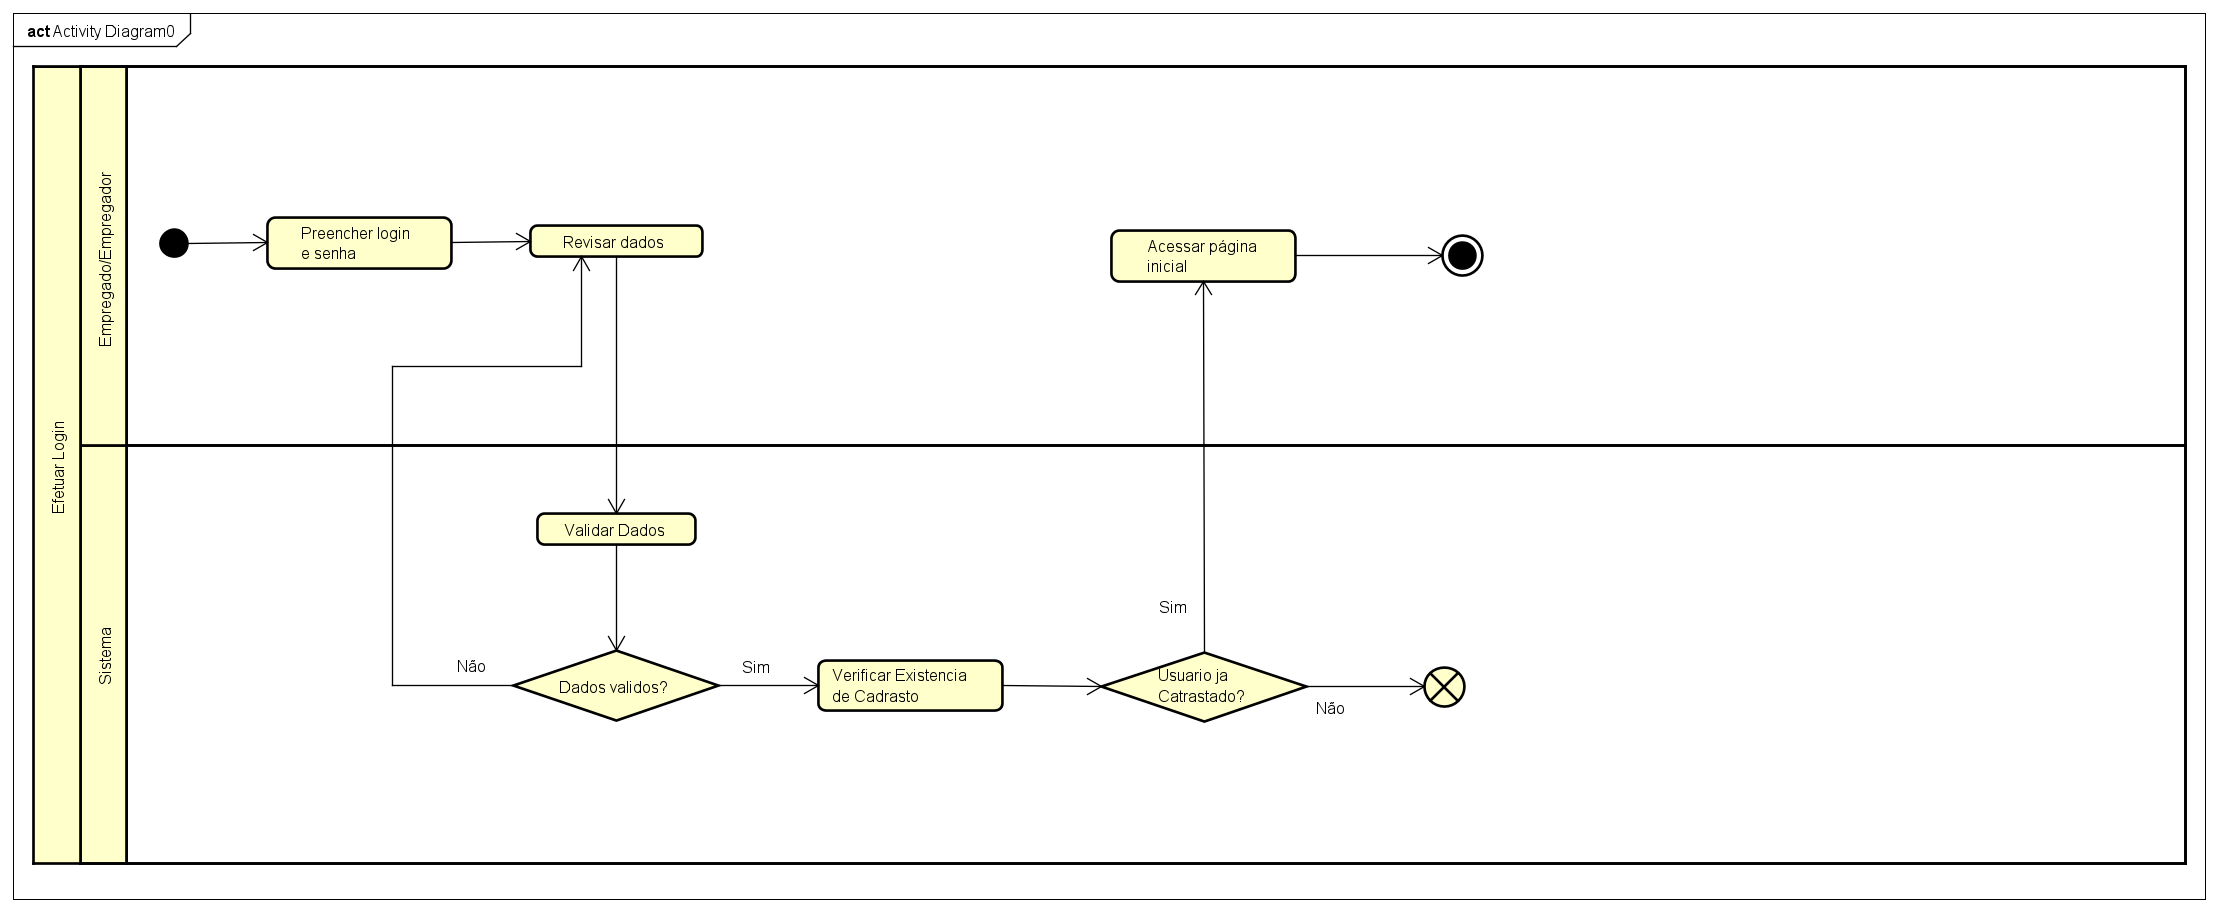 act Activity Diagram0
Efetuar Login
Empregado/Empregador
Preencher login
e senha
Revisar dados
Acessar página
inicial
Sistema
Validar Dados
Dados validos?
Não
Sim
Verificar Existencia
de Cadrasto
Usuario ja
Catrastado?
Sim
Não